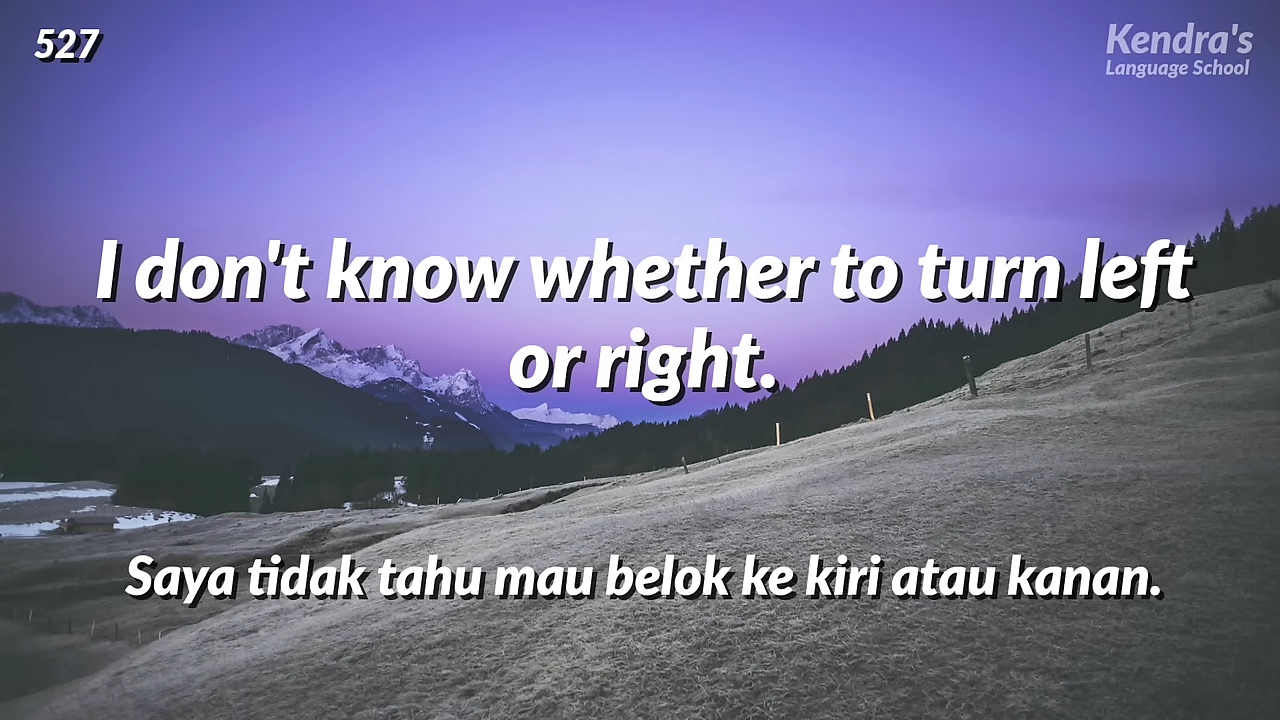 527
Kendra's
Language School
I don't know whether to turn left
or right.
Saya tidak tahu mau belok ke kiri atau kanan.